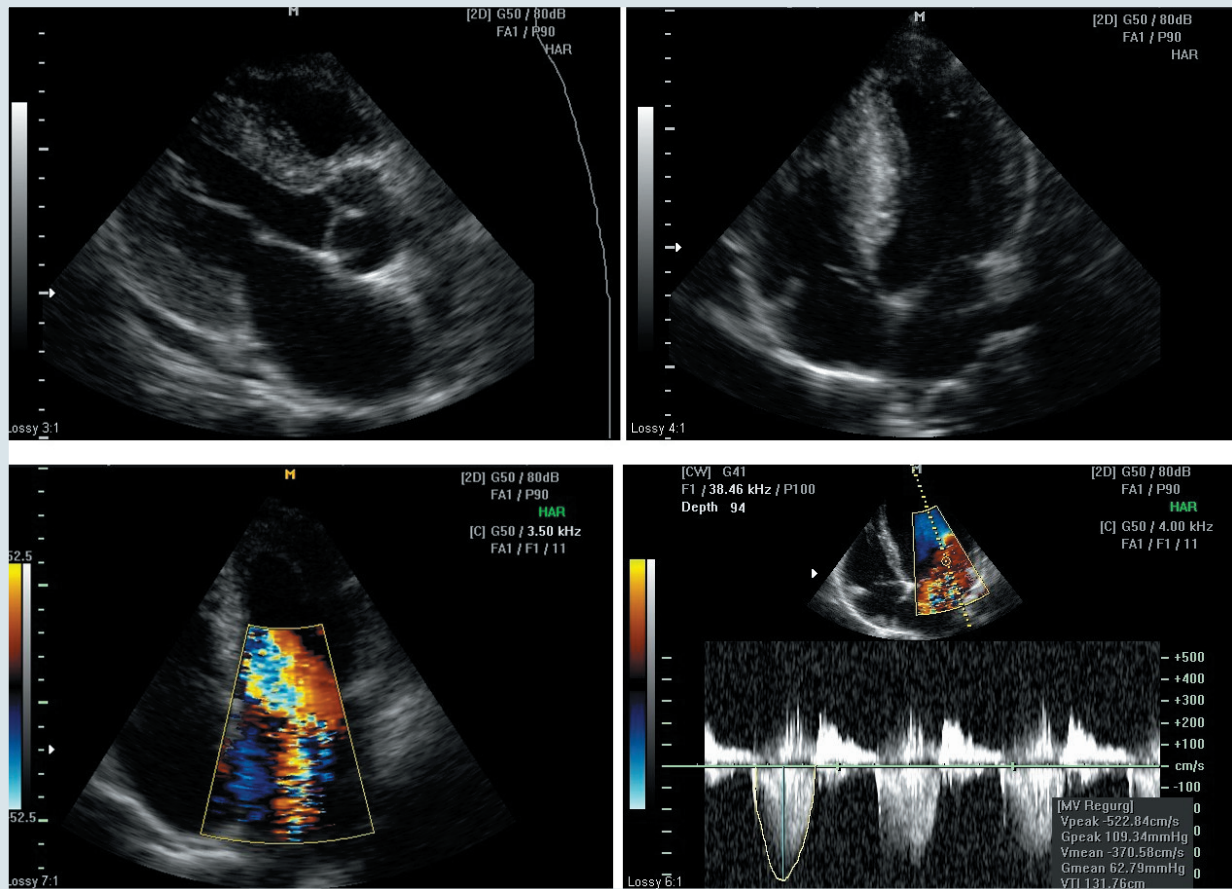 M
[2D] G50 / 80dB
FA1 / P90
HAR
Lossy 3:1
M
[2D] G50 / 80dB
FA1 / P90
HAR
Lossy 4:1
M
[2D] G50 / 80dB
FA1 / P90
HAR
[C] G50 / 3.50 kHz
FA1 / F1 / 11
52.5
52.5
Lossy 7:1
[CW] G41
F1 / 38.46 kHz / P100
Depth 94
M
[2D] G50 / 80dB
FA1 / P90
HAR
[C] G50 / 4.00 kHz
FA1 / F1 / 11
+500
+400
+300
+200
+100
cm/s
-100
[MV Regurg]
Vpeak -522.84cm/s
Gpeak 109.34mmHg
Vmean -370.58cm/s
Gmean 62.79mmHg
VTI 131.76cm
Lossy 6:1